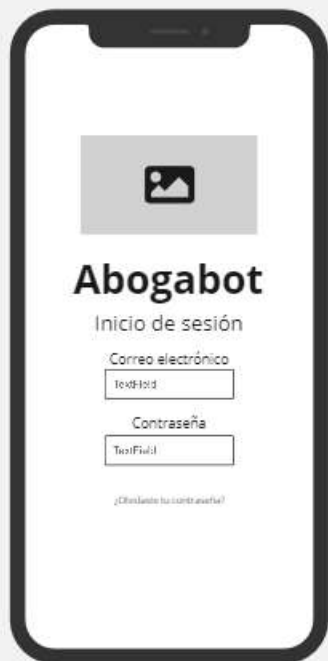 Abogabot
Inicio de sesión
Correo electrónico
TextField
Contraseña
TextField
¿Olvidaste tu contraseña?